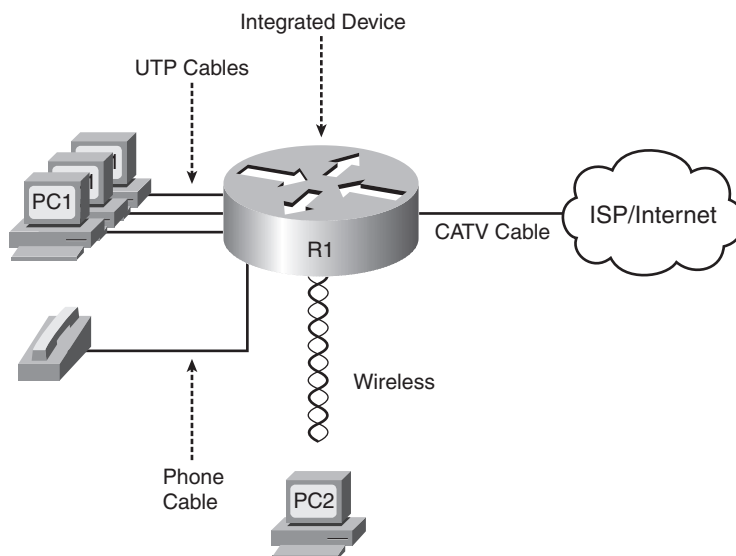 Integrated Device
UTP Cables
PC1
R1
CATV Cable
ISP/Internet
Wireless
Phone
Cable
PC2